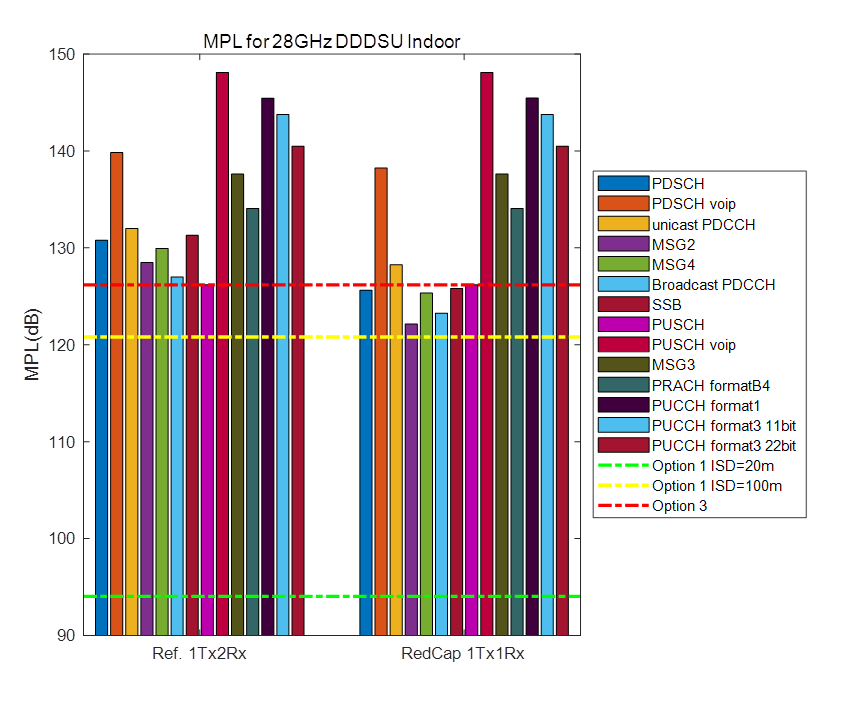 MPL for 28GHz DDDSU Indoor
150
140
130
120
110
100
90
MPL(dB)
Ref. 1Tx2Rx
RedCap 1Tx1Rx
PDSCH
PDSCH voip
unicast PDCCH
MSG2
MSG4
Broadcast PDCCH
SSB
PUSCH
PUSCH voip
MSG3
PRACH formatB4
PUCCH format1
PUCCH format3 11bit
PUCCH format3 22bit
Option 1 ISD=20m
Option 1 ISD=100m
Option 3